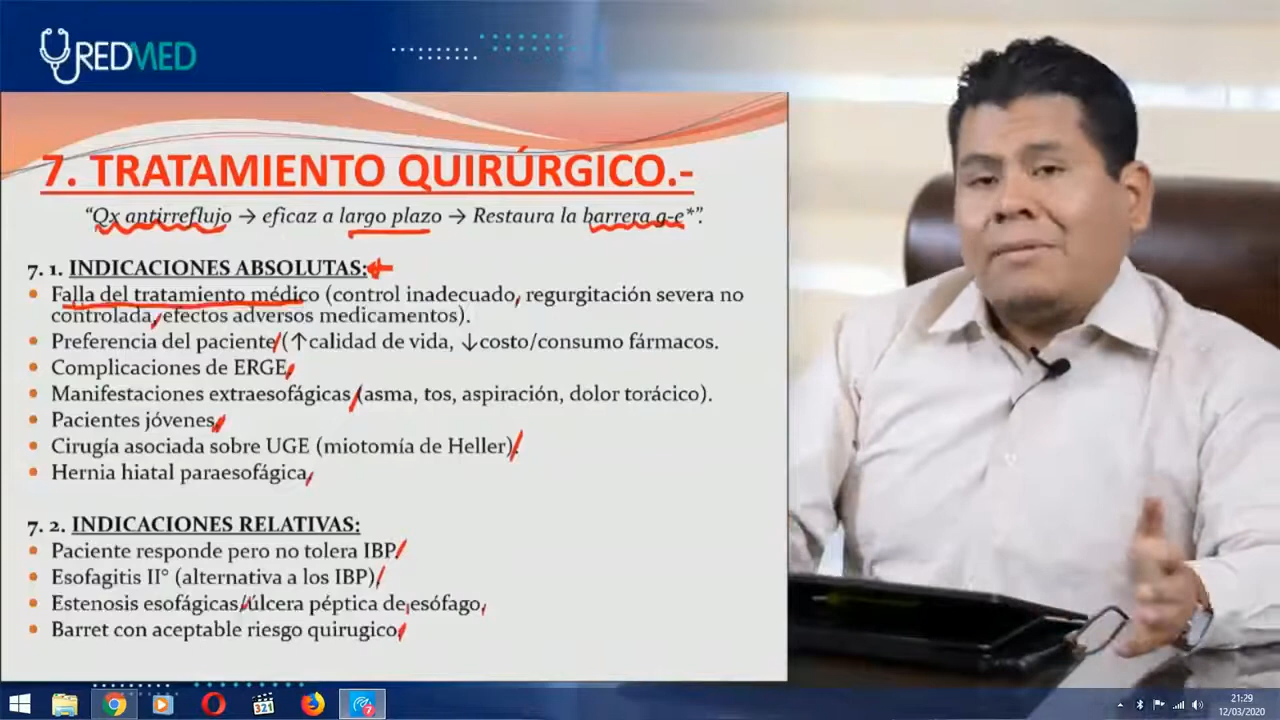 REDMED
7. TRATAMIENTO QUIRÚRGICO.-
“Qx antirreflujo → eficaz a largo plazo → Restaura la barrera g-e*”.
7. 1. INDICACIONES ABSOLUTAS:
• Falla del tratamiento médico (control inadecuado, regurgitación severa no
controlada, efectos adversos medicamentos).
• Preferencia del paciente (↑calidad de vida, ↓costo/consumo fármacos.
• Complicaciones de ERGE.
• Manifestaciones extraesofágicas (asma, tos, aspiración, dolor torácico).
• Pacientes jóvenes.
• Cirugía asociada sobre UGE (miotomía de Heller).
• Hernia hiatal paraesofágica.
7. 2. INDICACIONES RELATIVAS:
• Paciente responde pero no tolera IBP.
• Esofagitis II° (alternativa a los IBP).
• Estenosis esofágicas/úlcera péptica de esófago.
• Barret con aceptable riesgo quirugico.
321
7
21:29
12/03/2020